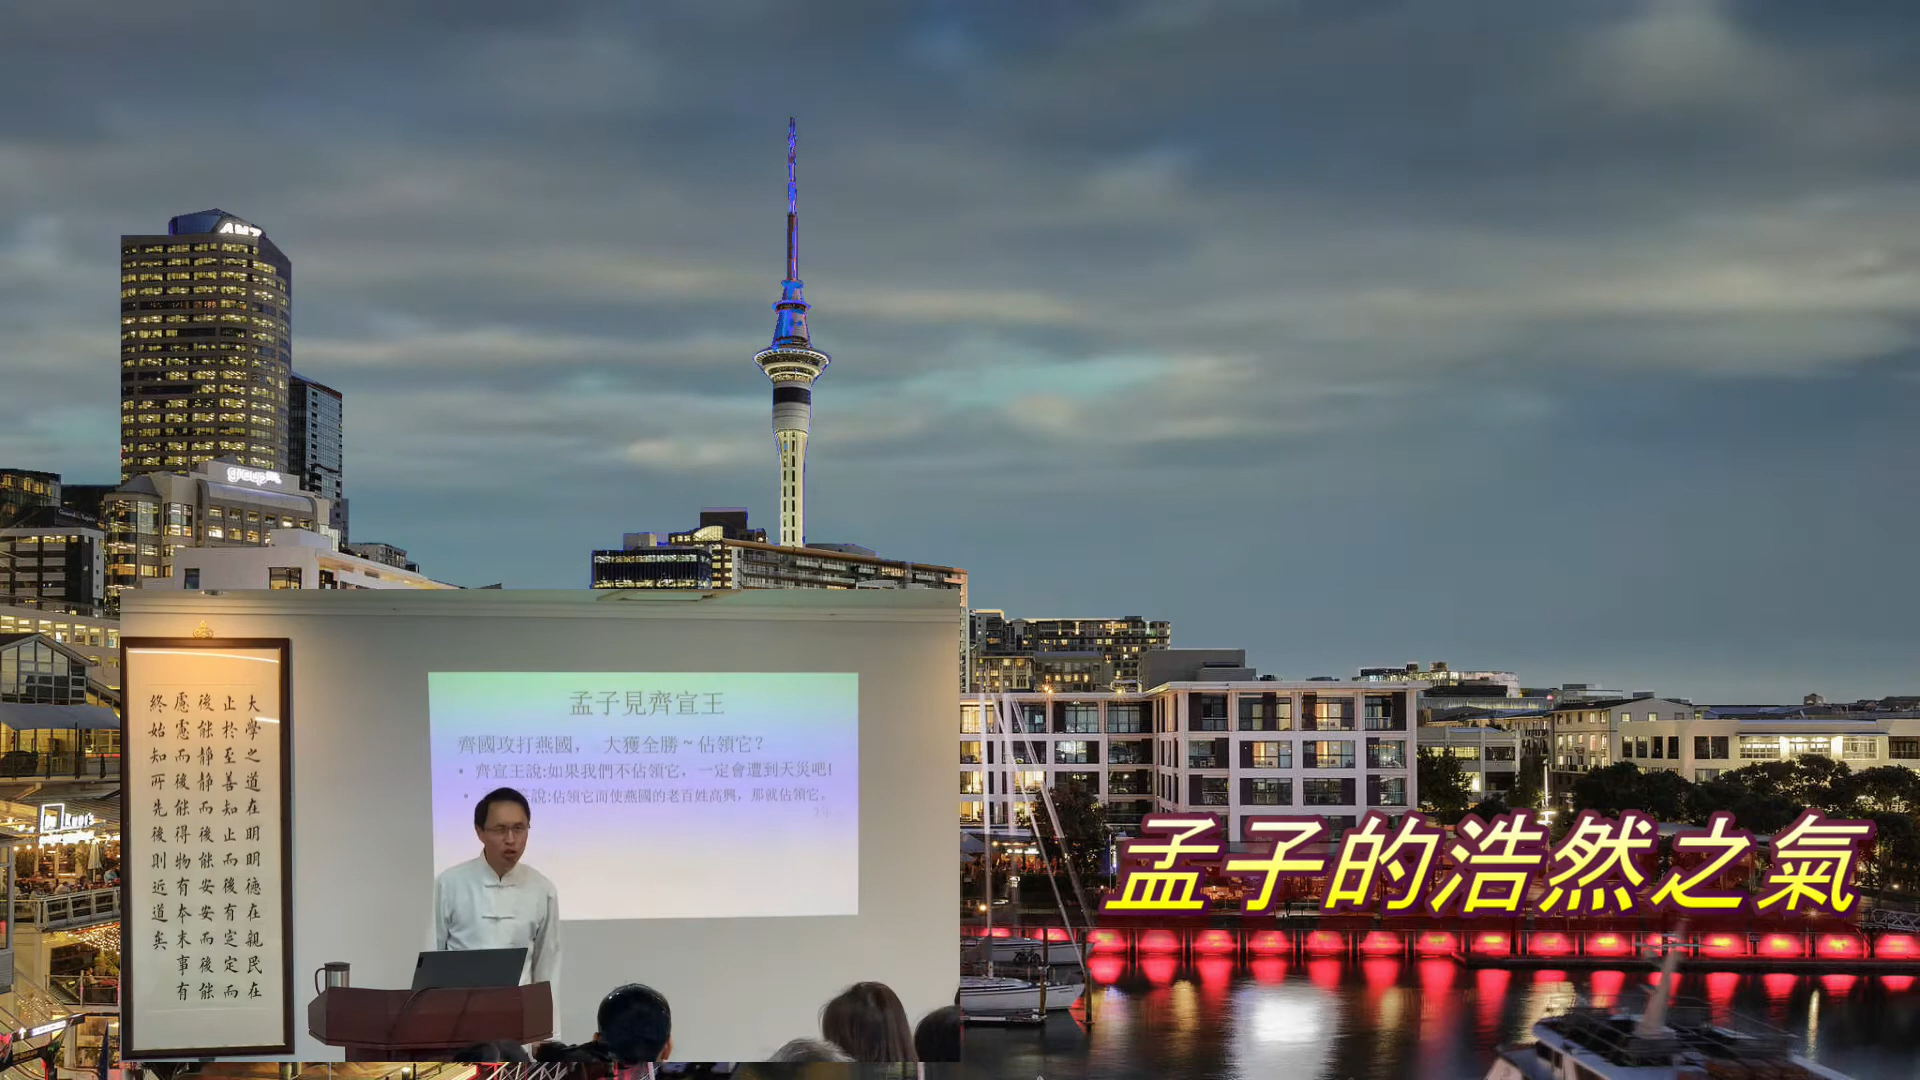 ANZ
group
大學之道在明明德在親民在
止於至善知止而後有定定而
後能靜靜而後能安安而後能
慮慮而後能得物有本末事有
終始知所先後則近道矣
孟子見齊宣王
齊國攻打燕國， 大獲全勝~佔領它?
• 齊宣王說:如果我們不佔領它，一定會遭到天災吧!
• 說:佔領它而使燕國的老百姓高興，那就佔領它。
孟子的浩然之氣